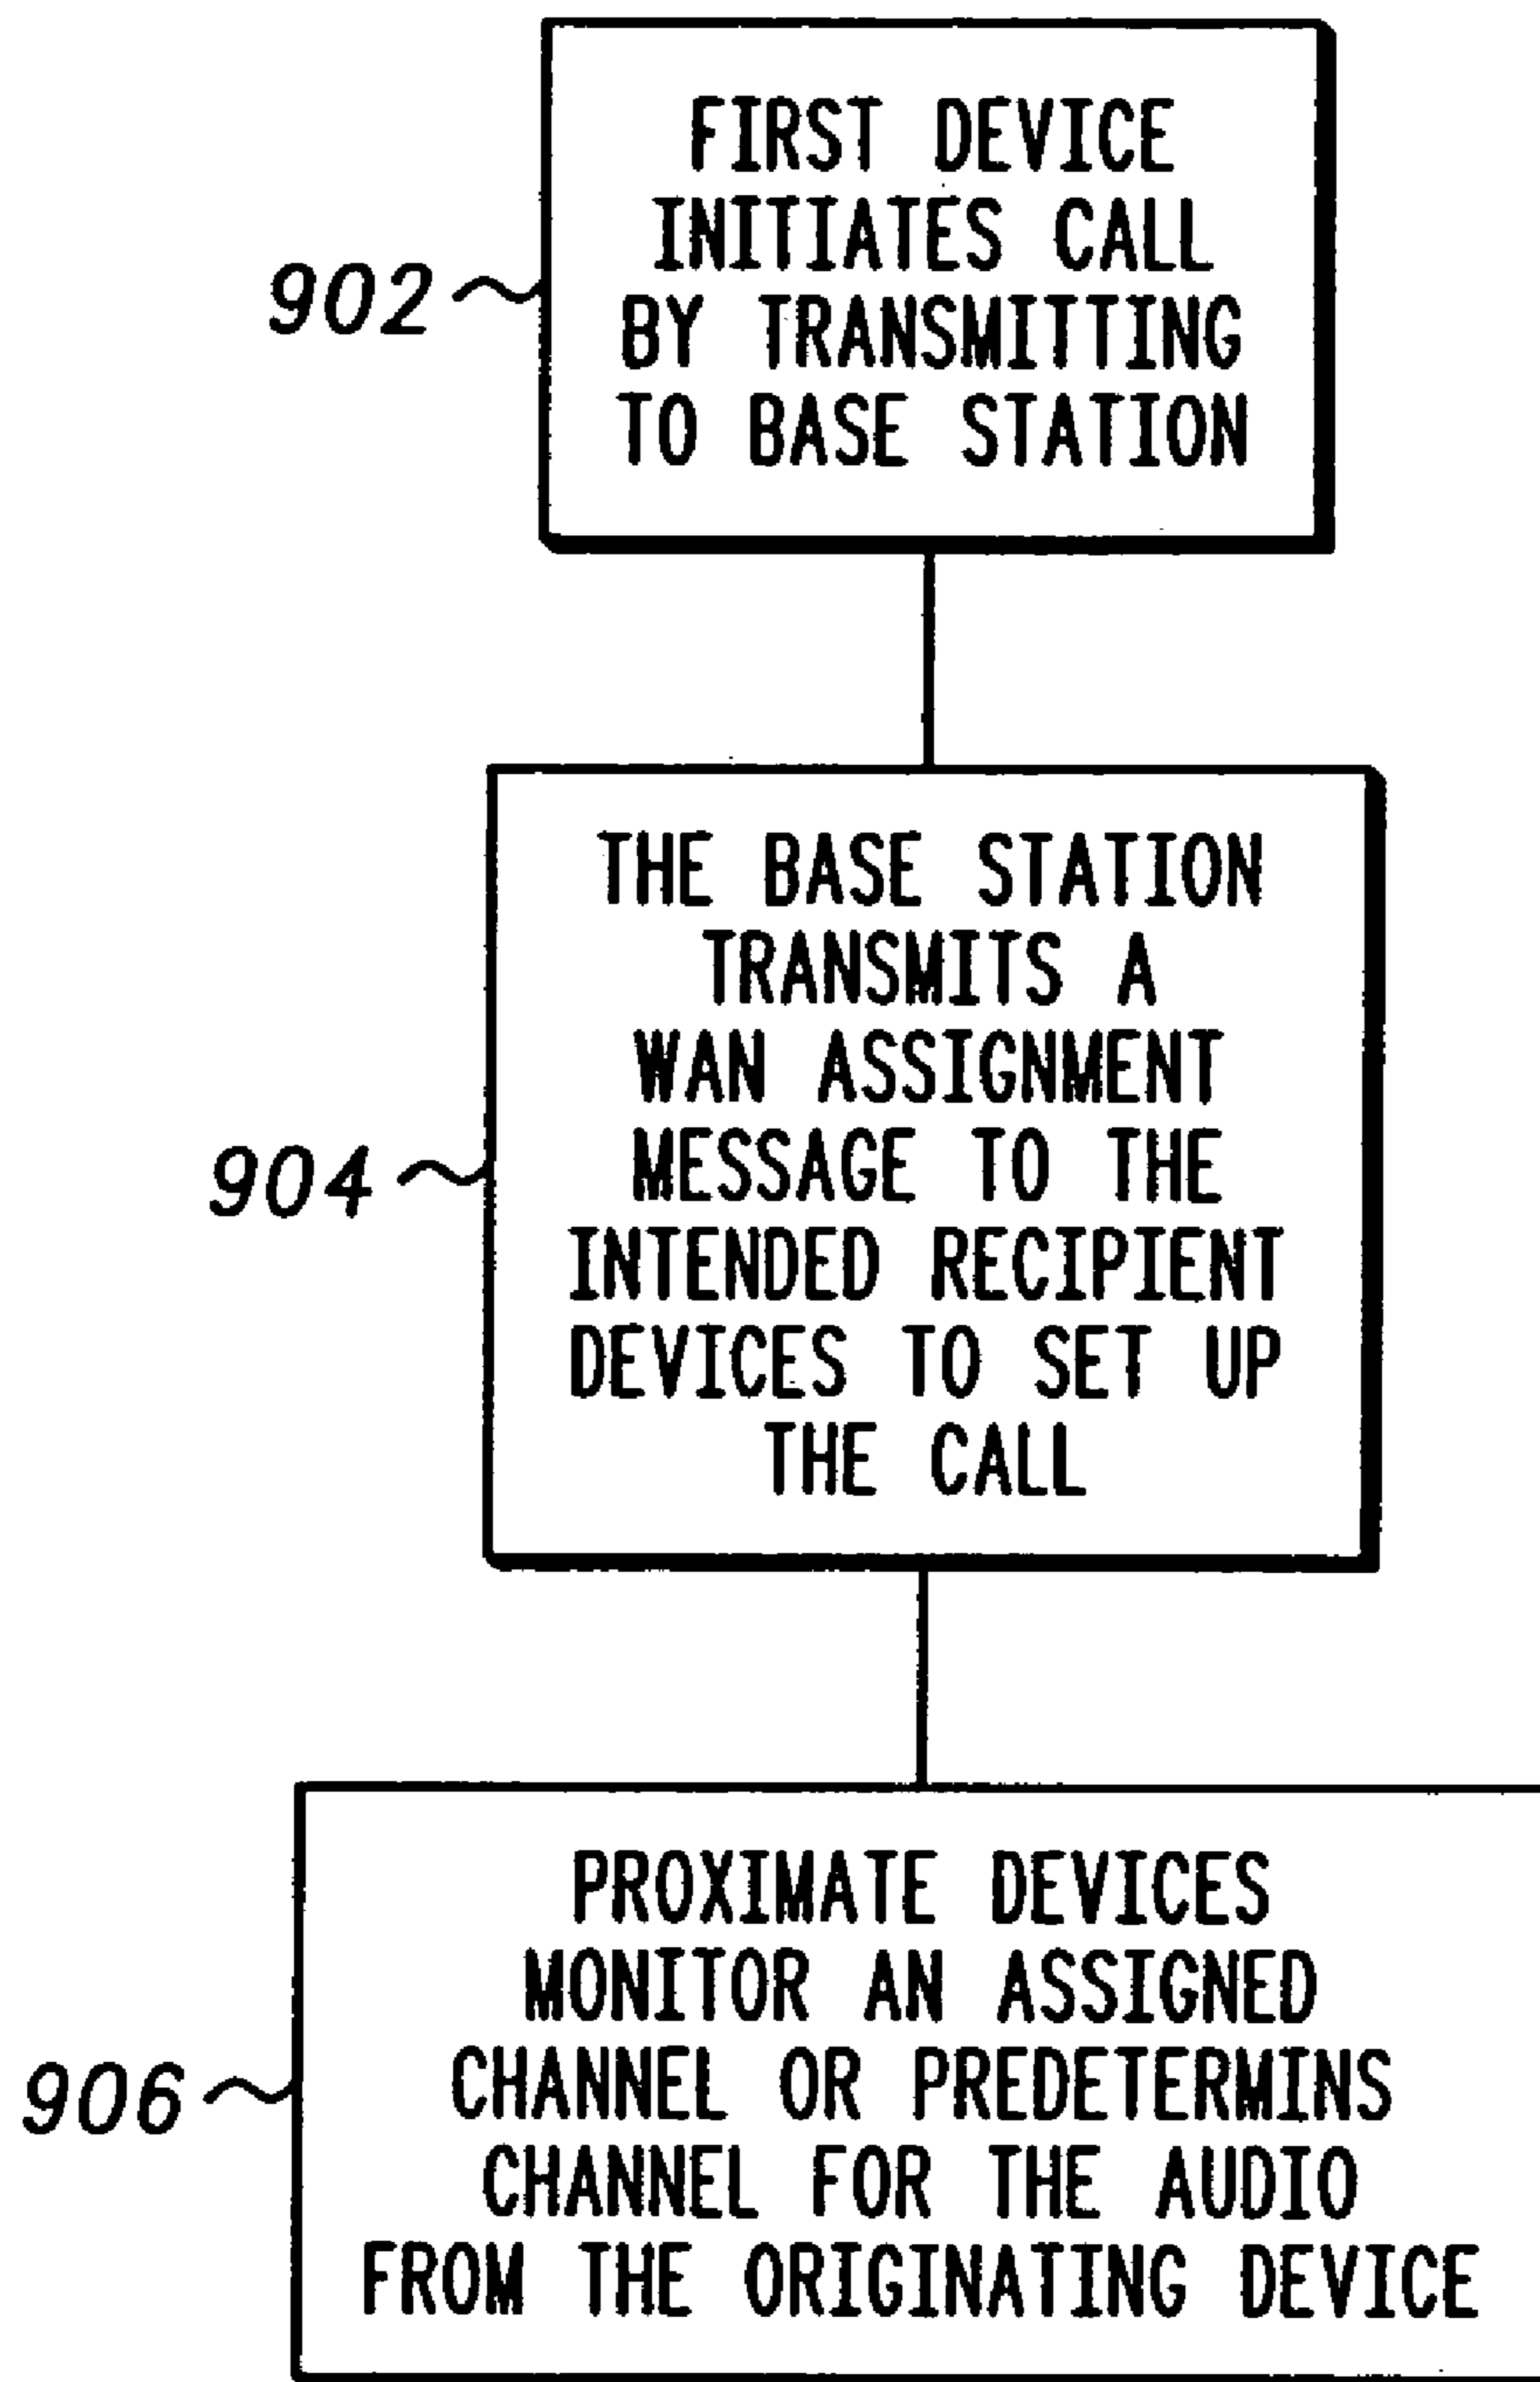 FIRST DEVICE
INITIATES CALL
BY TRANSMITTING
TO BASE STATION
902
THE BASE STATION
TRANSMITS A
WAN ASSIGNMENT
MESSAGE TO THE
INTENDED RECIPIENT
DEVICES TO SET UP
THE CALL
904
PROXIMATE DEVICES
MONITOR AN ASSIGNED
CHANNEL OR PREDETERMINS
CHANNEL FOR THE AUDIO
FROM THE ORIGINATING DEVICE
906